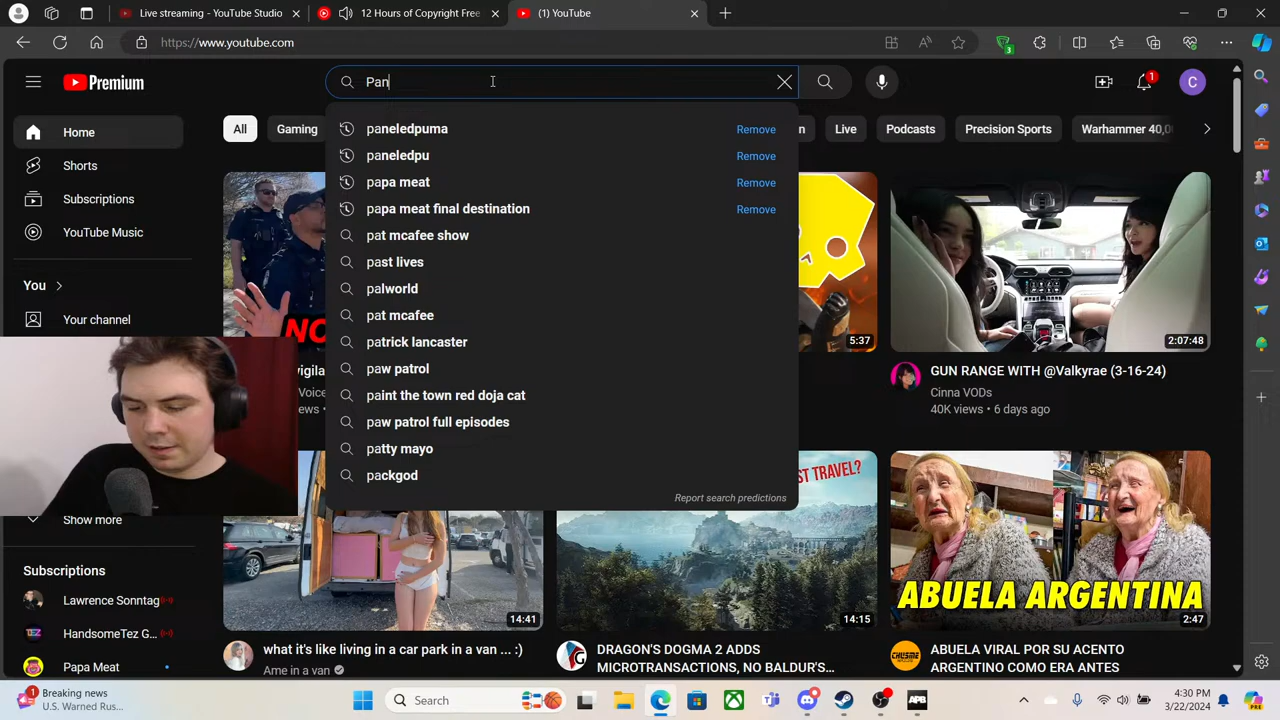 Live streaming - YouTube Studio
12 Hours of Copyright Free
(1) YouTube
https://www.youtube.com
3
Premium
Pan
1
C
All
Gaming
Live
Podcasts
Precision Sports
Warhammer 40,0
paneledpuma
Remove
paneledpu
Remove
papa meat
Remove
papa meat final destination
Remove
pat mcafee show
past lives
palworld
pat mcafee
patrick lancaster
paw patrol
paint the town red doja cat
paw patrol full episodes
patty mayo
packgod
Report search predictions
Home
Shorts
Subscriptions
YouTube Music
You
Your channel
Show more
Subscriptions
Lawrence Sonntag
HandsomeTez G...
Papa Meat
NO
5:37
2:07:48
GUN RANGE WITH @Valkyrae (3-16-24)
Cinna VODs
40K views • 6 days ago
14:41
what it's like living in a car park in a van ... :)
Ame in a van
ST TRAVEL?
14:15
DRAGON'S DOGMA 2 ADDS
MICROTRANSACTIONS, NO BALDUR'S...
ABUELA ARGENTINA
2:47
CHUSME
ABUELA VIRAL POR SU ACENTO
ARGENTINO COMO ERA ANTES
1
Breaking news
U.S. Warned Rus...
Search
APB
4:30 PM
3/22/2024
PRE